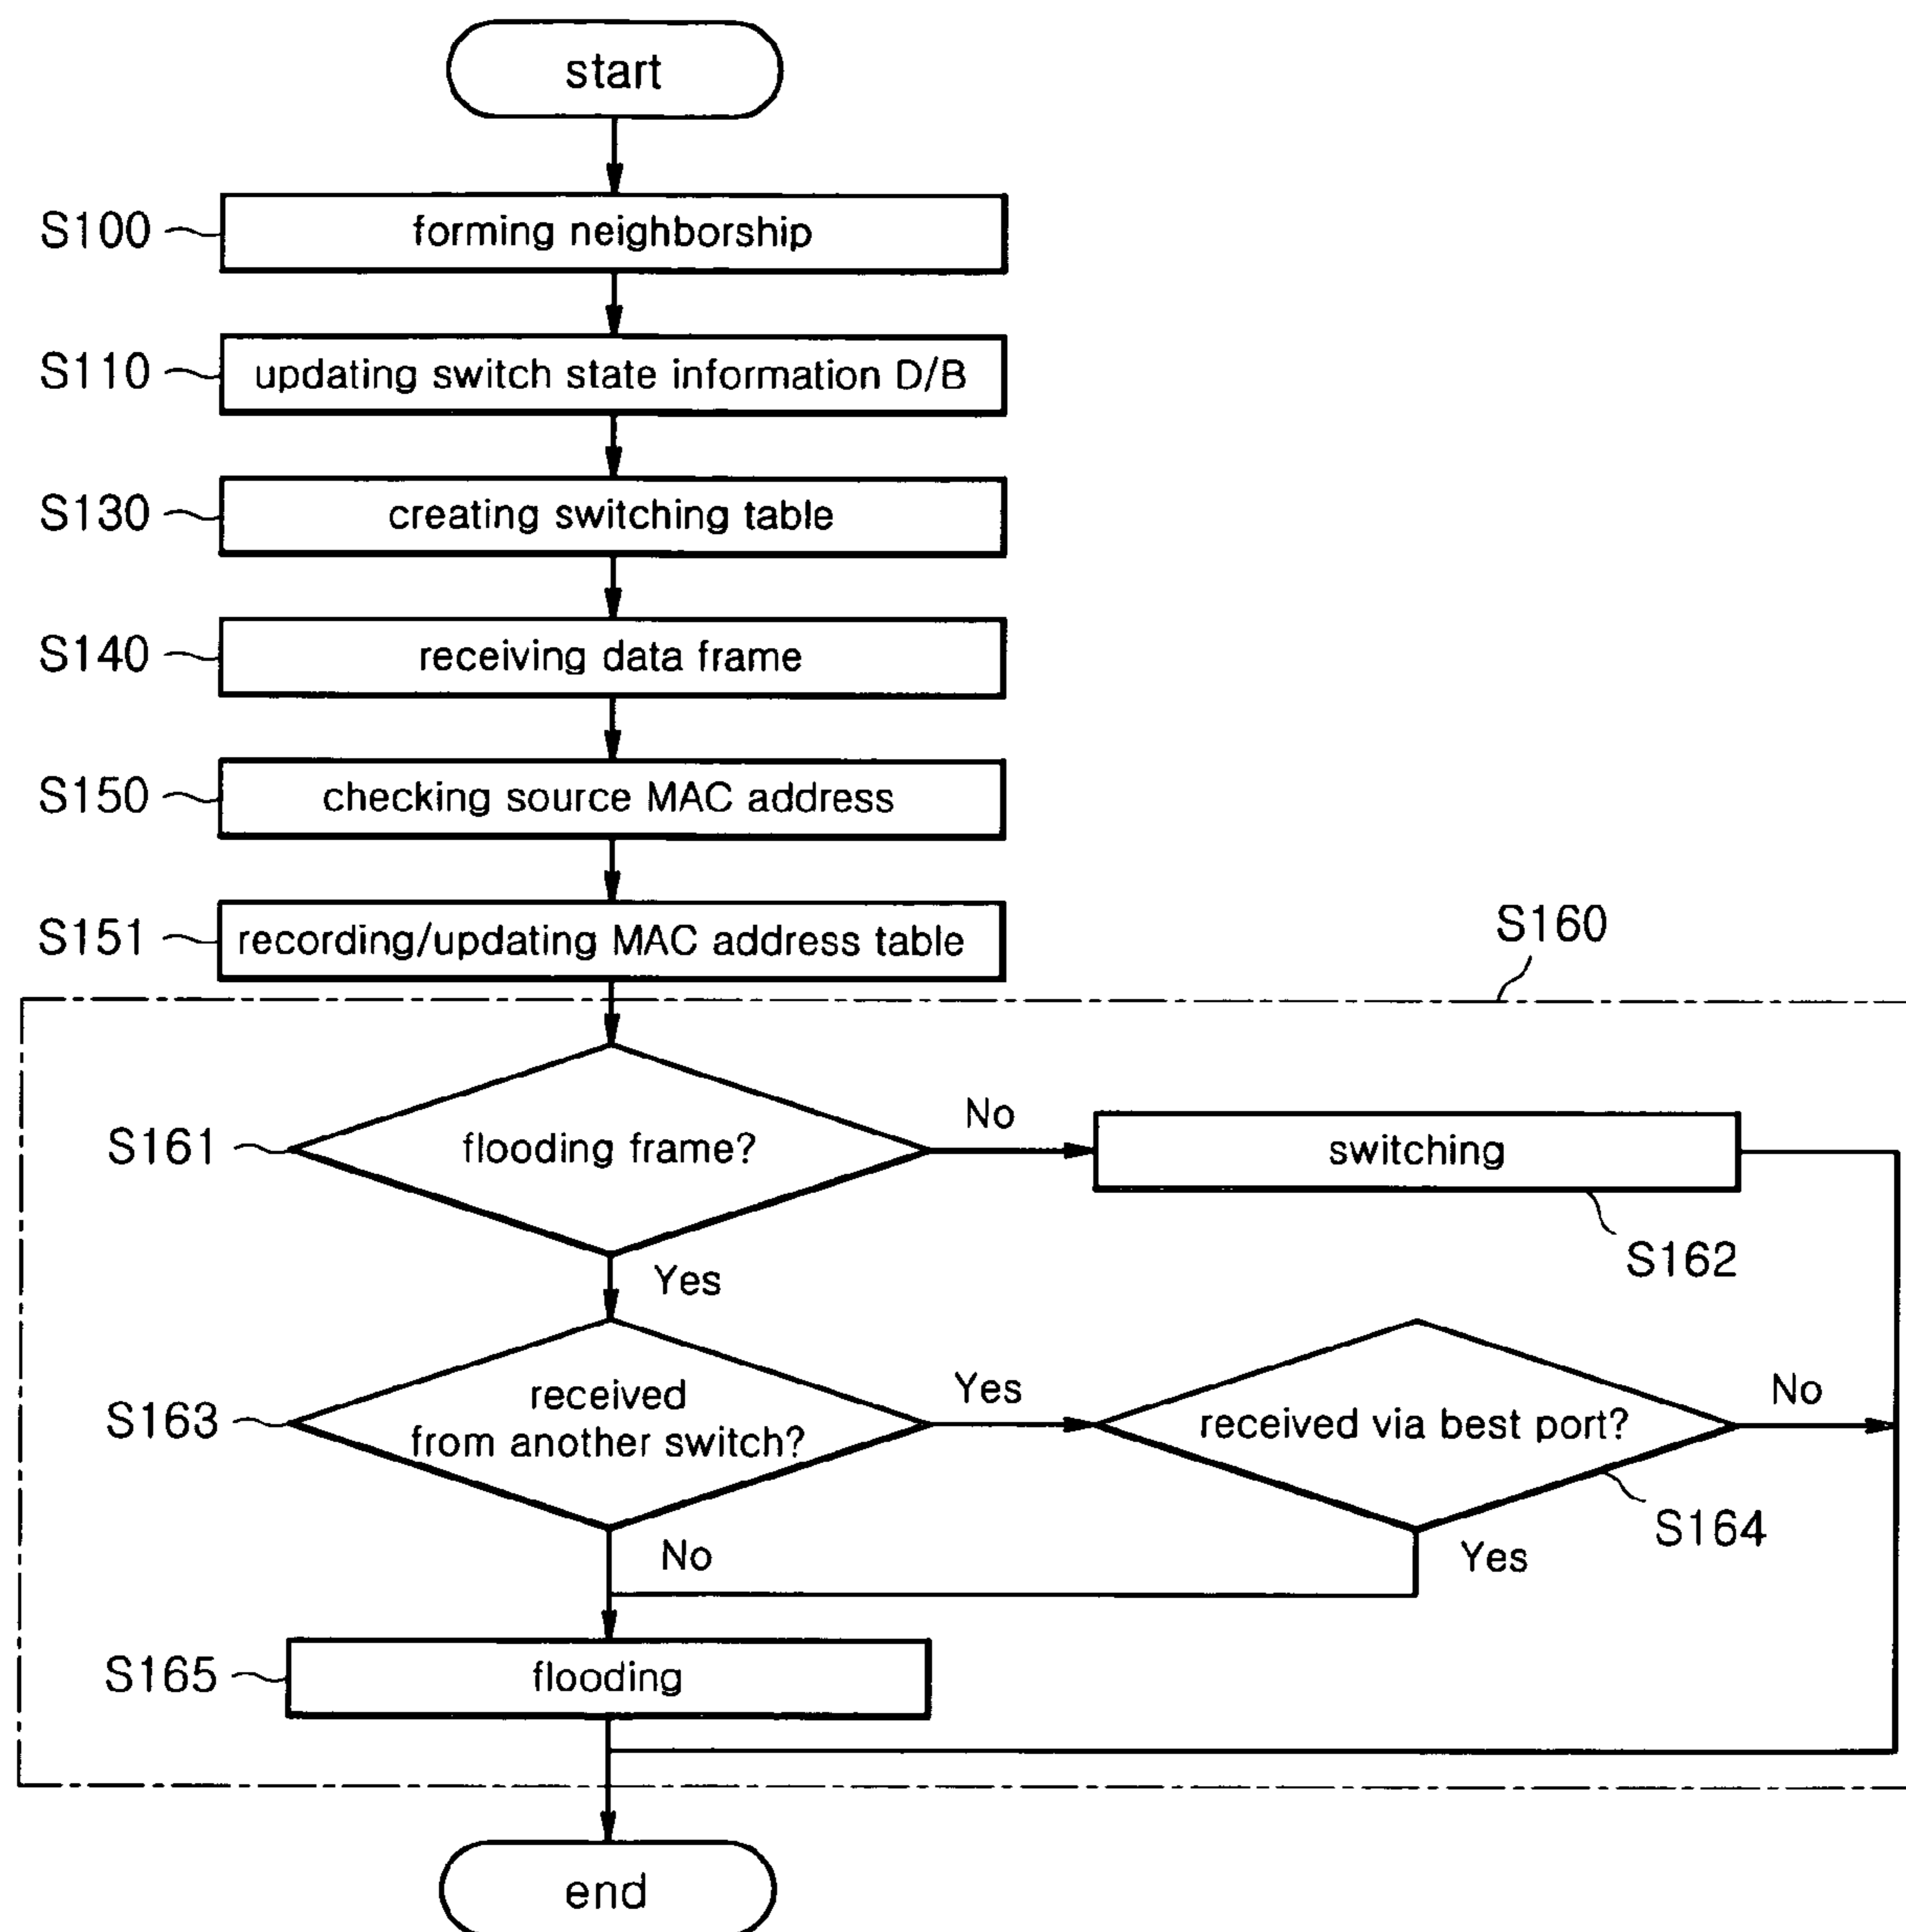 start
S100
forming neighborship
S110
updating switch state information D/B
S130
creating switching table
S140
receiving data frame
S150
checking source MAC address
S151
recording/updating MAC address table
S160
S161
flooding frame?
No
switching
S162
Yes
S163
received
from another switch?
Yes
received via best port?
No
S164
No
Yes
S165
flooding
end